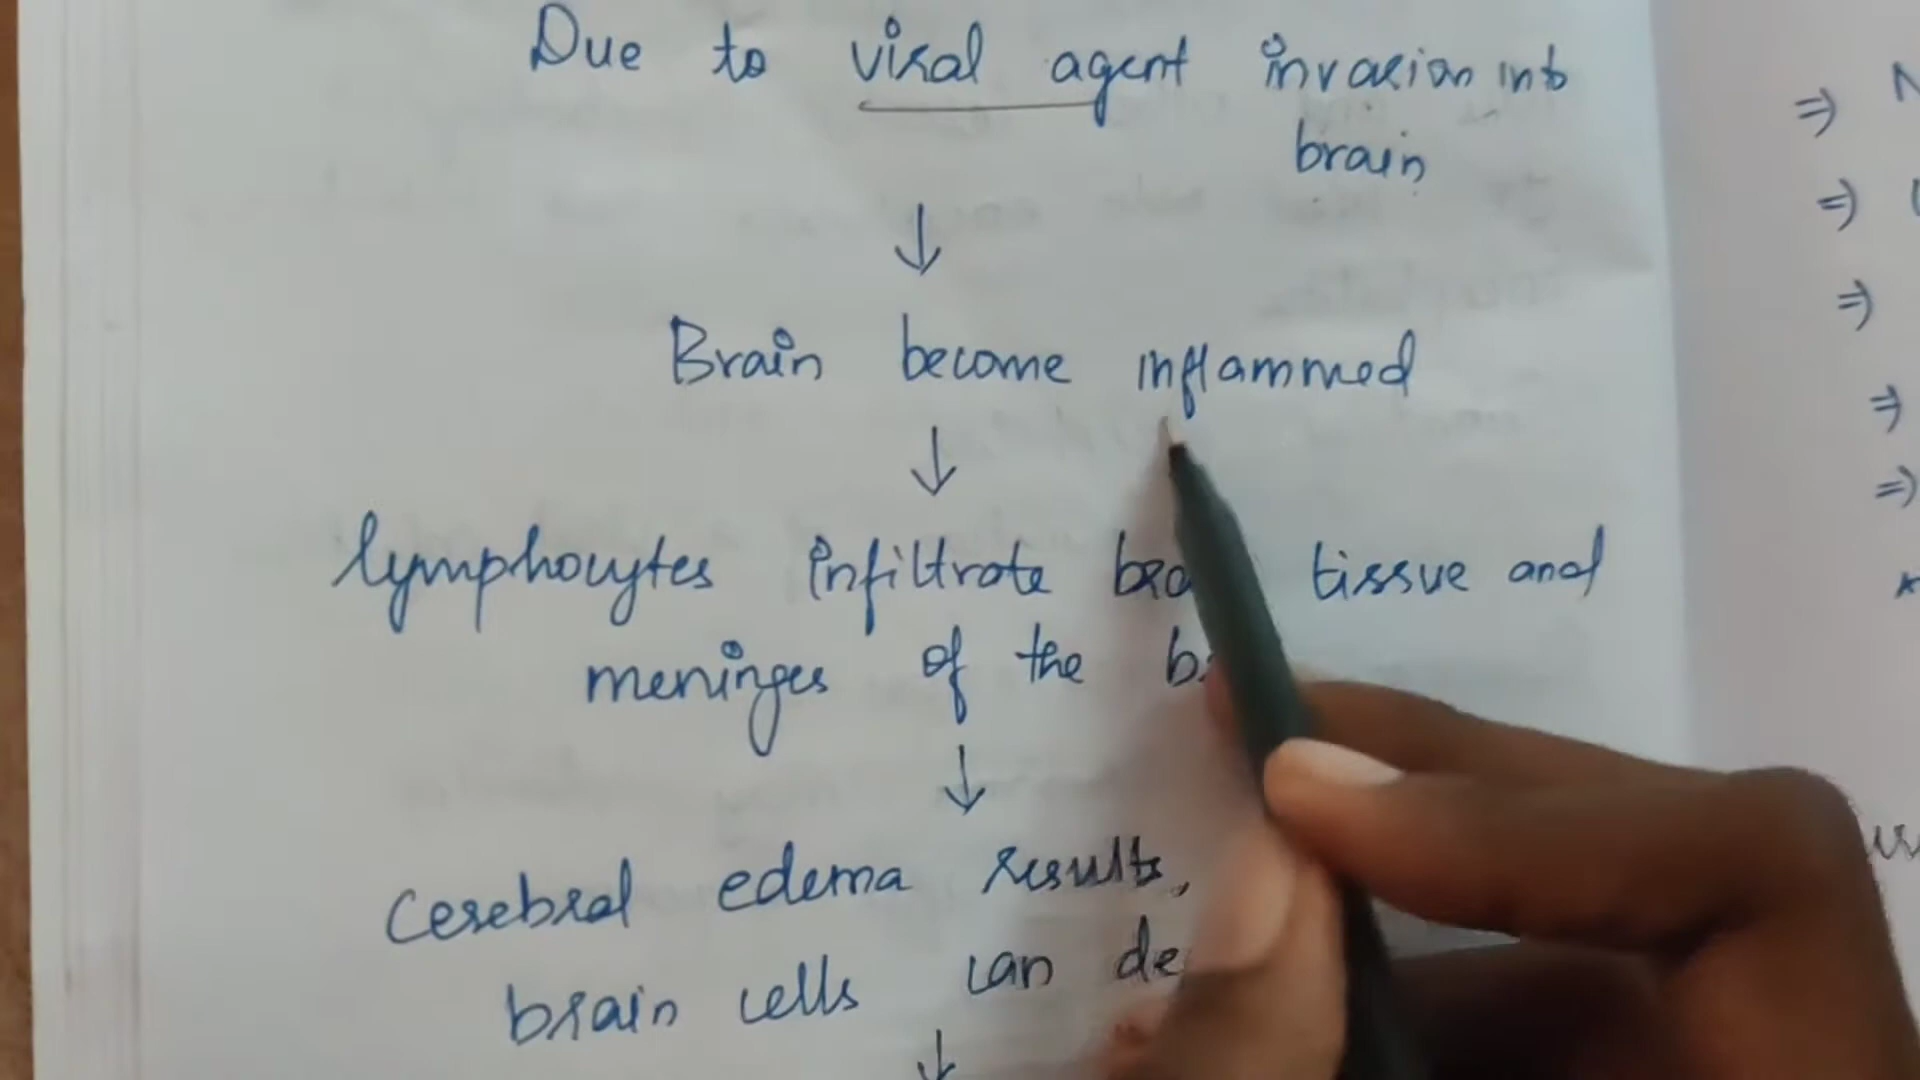 Due to viral agent invasion into
brain
↓
Brain become inflammed
↓
lymphocytes infiltrate tissue and
meninges of the
↓
Cerebral edema results,
brain cells can
↓